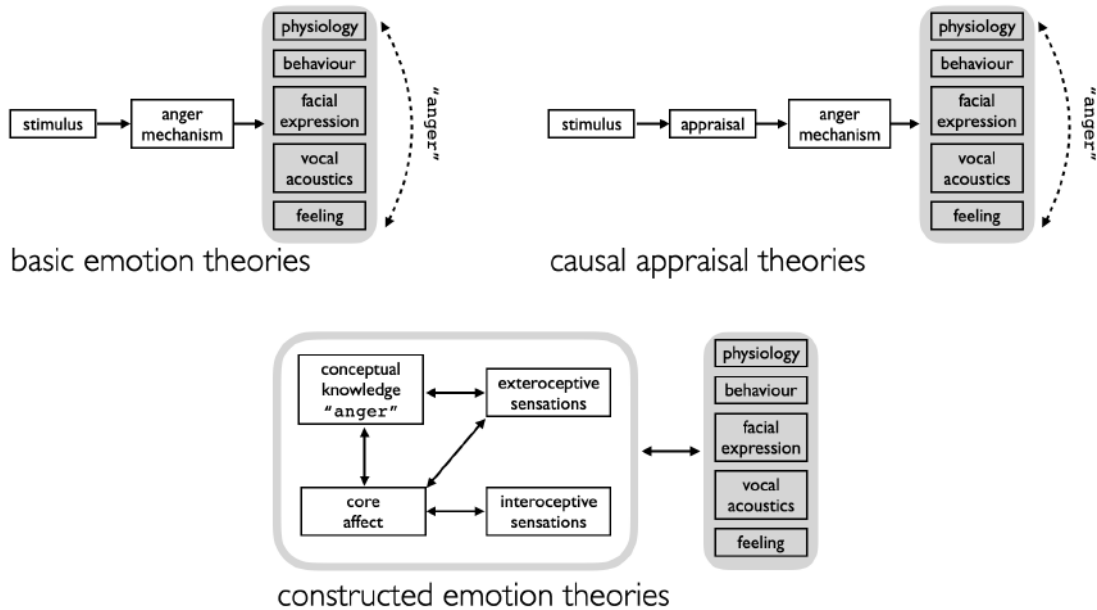 stimulus
anger
mechanism
physiology
behaviour
facial
expression
vocal
acoustics
feeling
"anger"
basic emotion theories
stimulus
appraisal
anger
mechanism
physiology
behaviour
facial
expression
vocal
acoustics
feeling
"anger"
causal appraisal theories
conceptual
knowledge
"anger"
exteroceptive
sensations
core
affect
interoceptive
sensations
physiology
behaviour
facial
expression
vocal
acoustics
feeling
constructed emotion theories